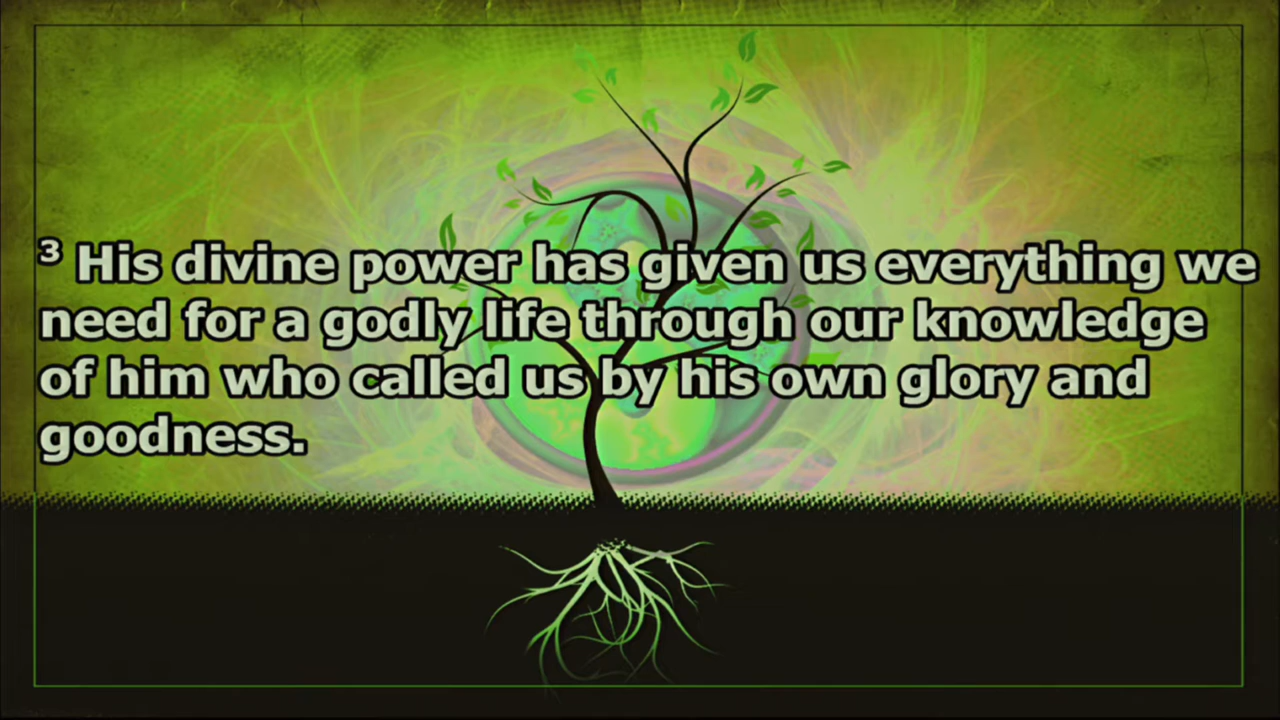 ³ His divine power has given us everything we
need for a godly life through our knowledge
of him who called us by his own glory and
goodness.